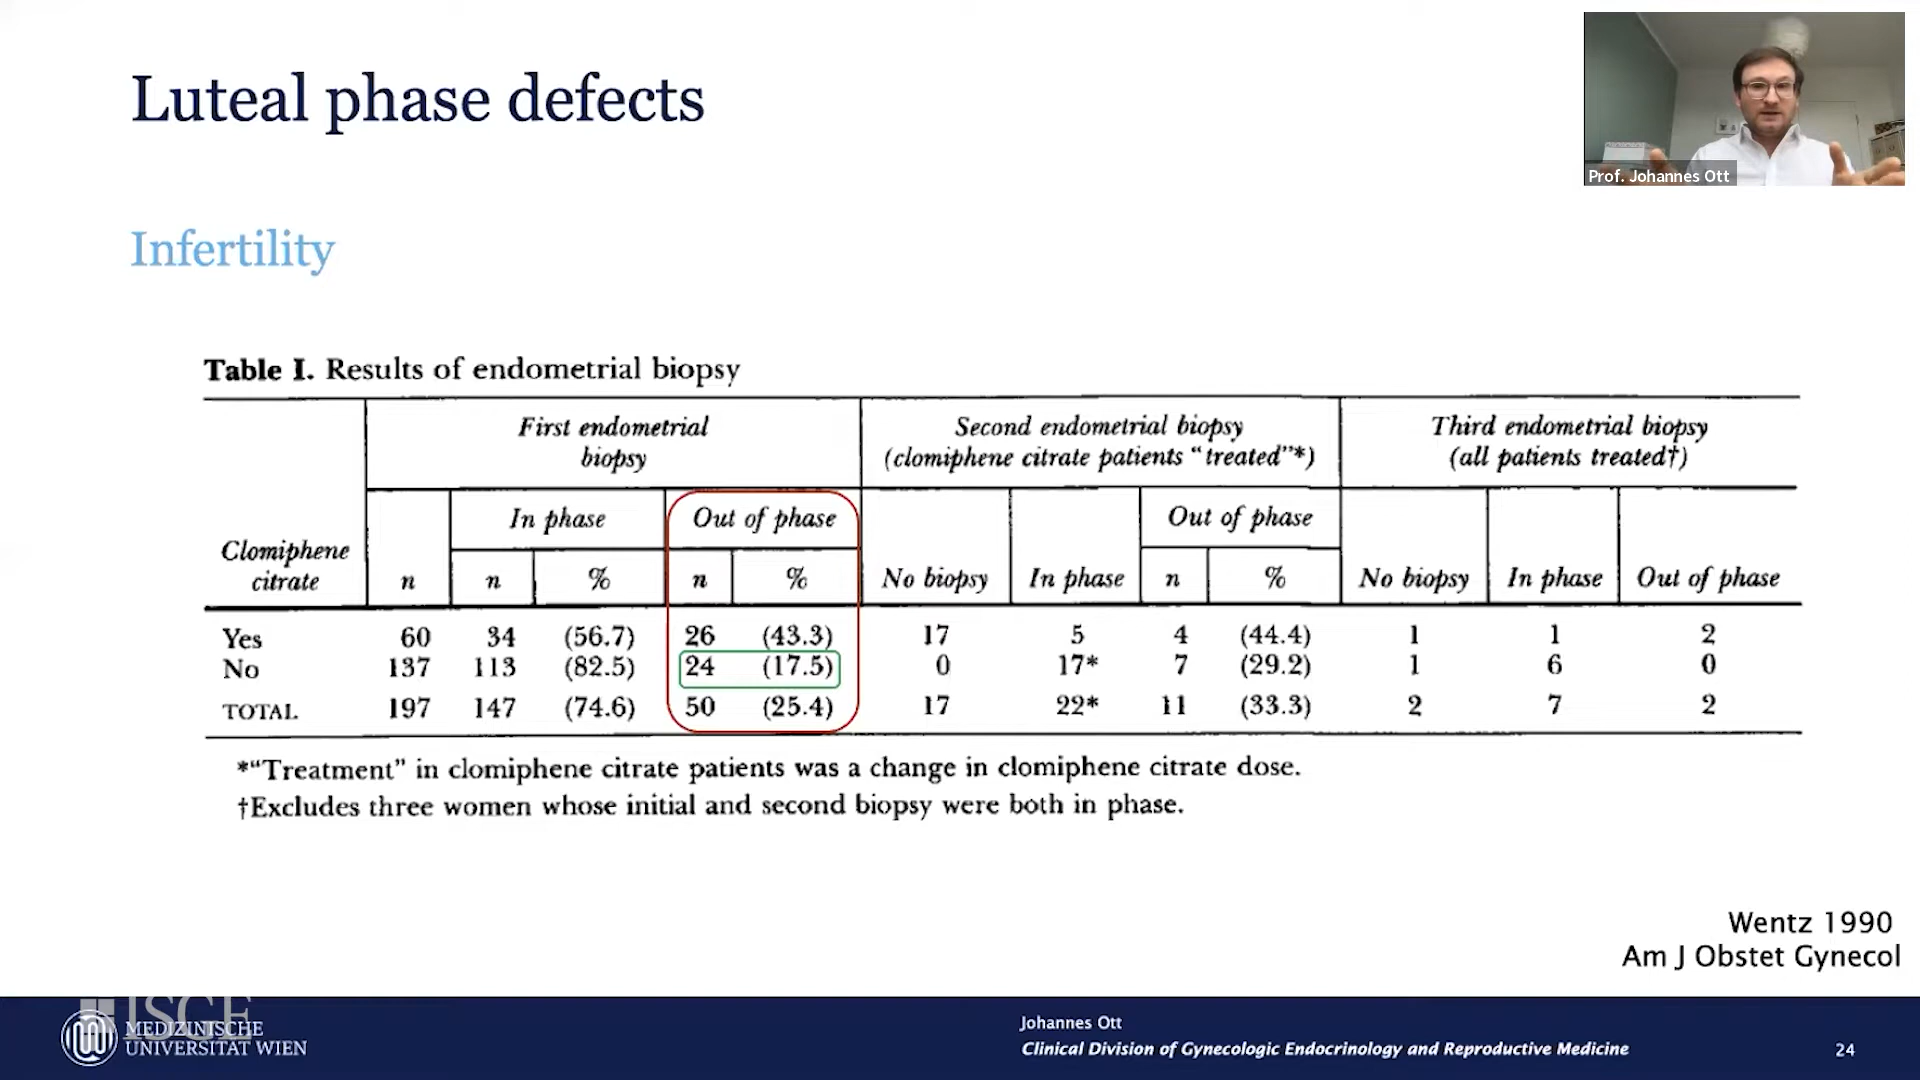 Luteal phase defects
Prof. Johannes Ott
Infertility
Table I. Results of endometrial biopsy
First endometrial biopsy
Second endometrial biopsy (clomiphene citrate patients “treated”*)
Third endometrial biopsy (all patients treated†)
In phase Out of phase Out of phase
Clomiphene citrate n n % n % No biopsy In phase n % No biopsy In phase Out of phase
Yes 60 34 (56.7) 26 (43.3) 17 5 4 (44.4) 1 1 2
No 137 113 (82.5) 24 (17.5) 0 17* 7 (29.2) 1 6 0
TOTAL 197 147 (74.6) 50 (25.4) 17 22* 11 (33.3) 2 7 2
*“Treatment” in clomiphene citrate patients was a change in clomiphene citrate dose.
†Excludes three women whose initial and second biopsy were both in phase.
Wentz 1990
Am J Obstet Gynecol
ISGE
MEDIZINISCHE
UNIVERSITÄT WIEN
Johannes Ott
Clinical Division of Gynecologic Endocrinology and Reproductive Medicine
24